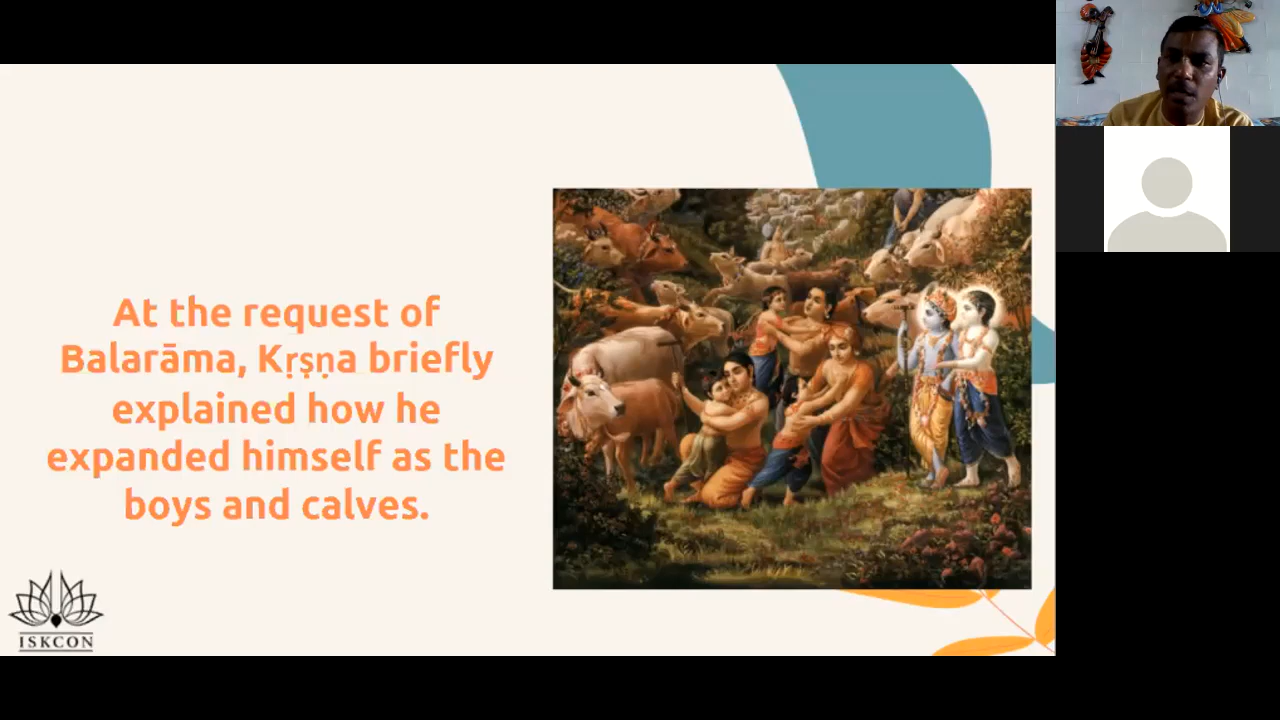 At the request of
Balarāma, Kṛṣṇa briefly
explained how he
expanded himself as the
boys and calves.
ISKCON